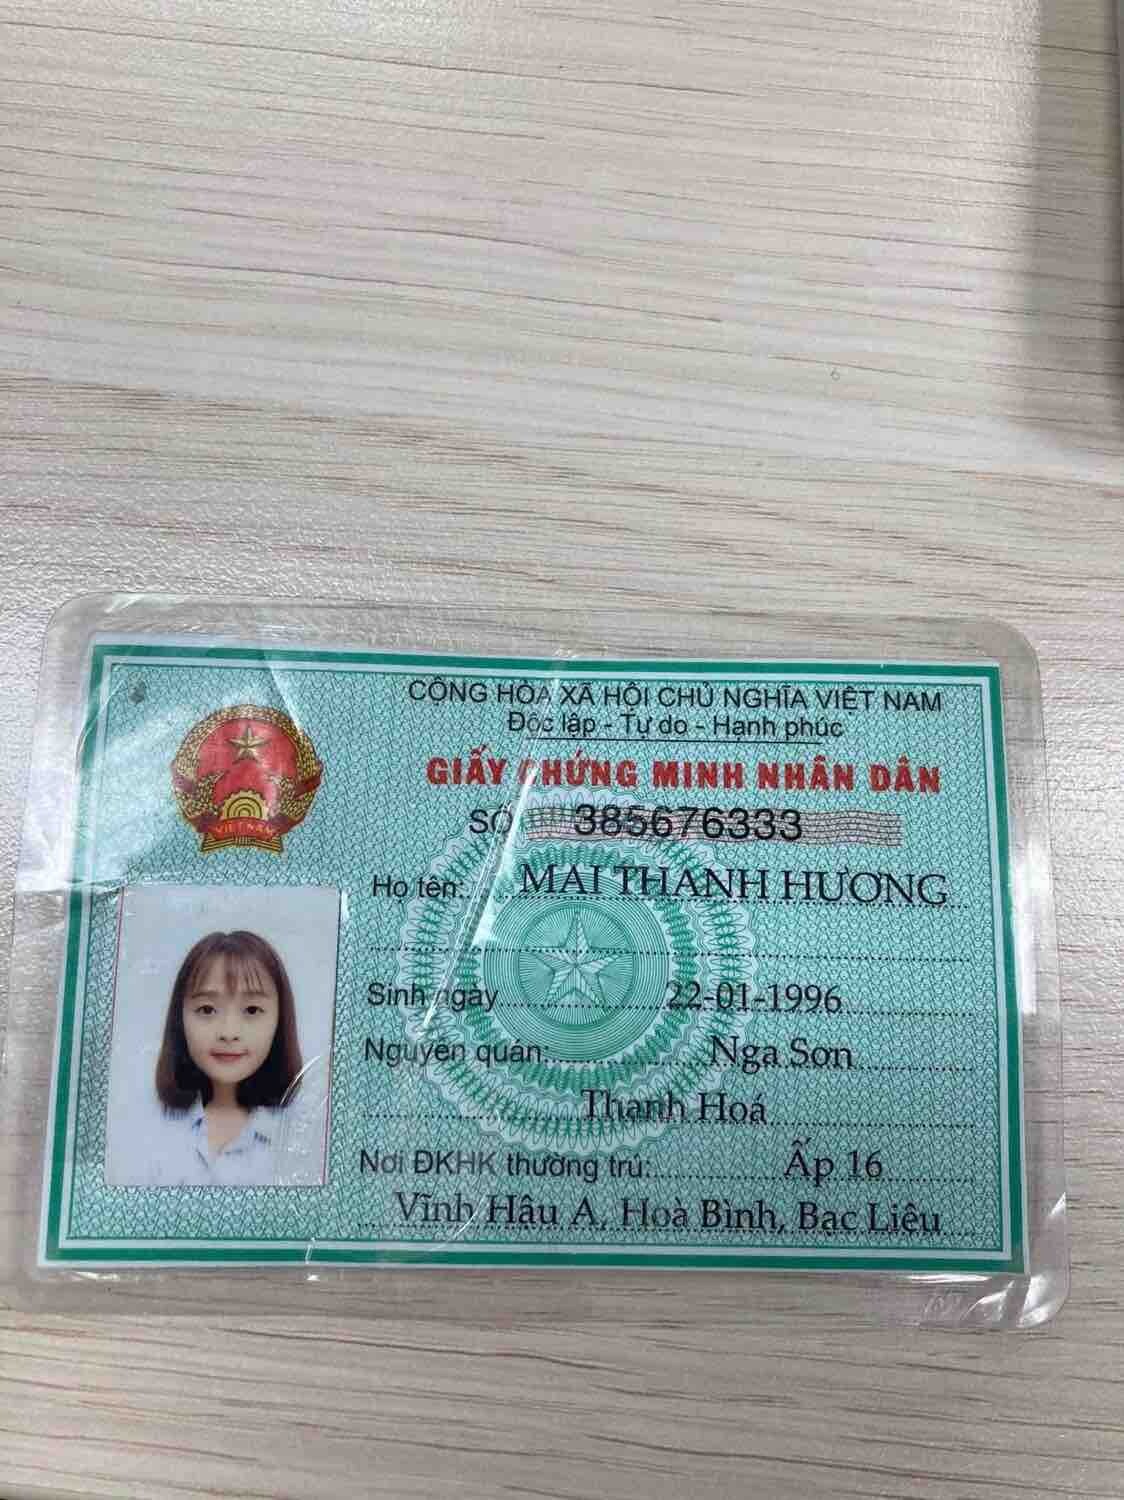 CỘNG HÒA XÃ HỘI CHỦ NGHĨA VIỆT NAM
Độc lập - Tự do - Hạnh phúc
GIẤY CHỨNG MINH NHÂN DÂN
SỐ 385676333
VIETNAM
Họ tên: MAI THANH HƯƠNG
Sinh ngày 22-01-1996
Nguyên quán: Nga Sơn
Thanh Hoá
Nơi ĐKHK thường trú: Ấp 16
Vĩnh Hậu A, Hoà Bình, Bạc Liêu